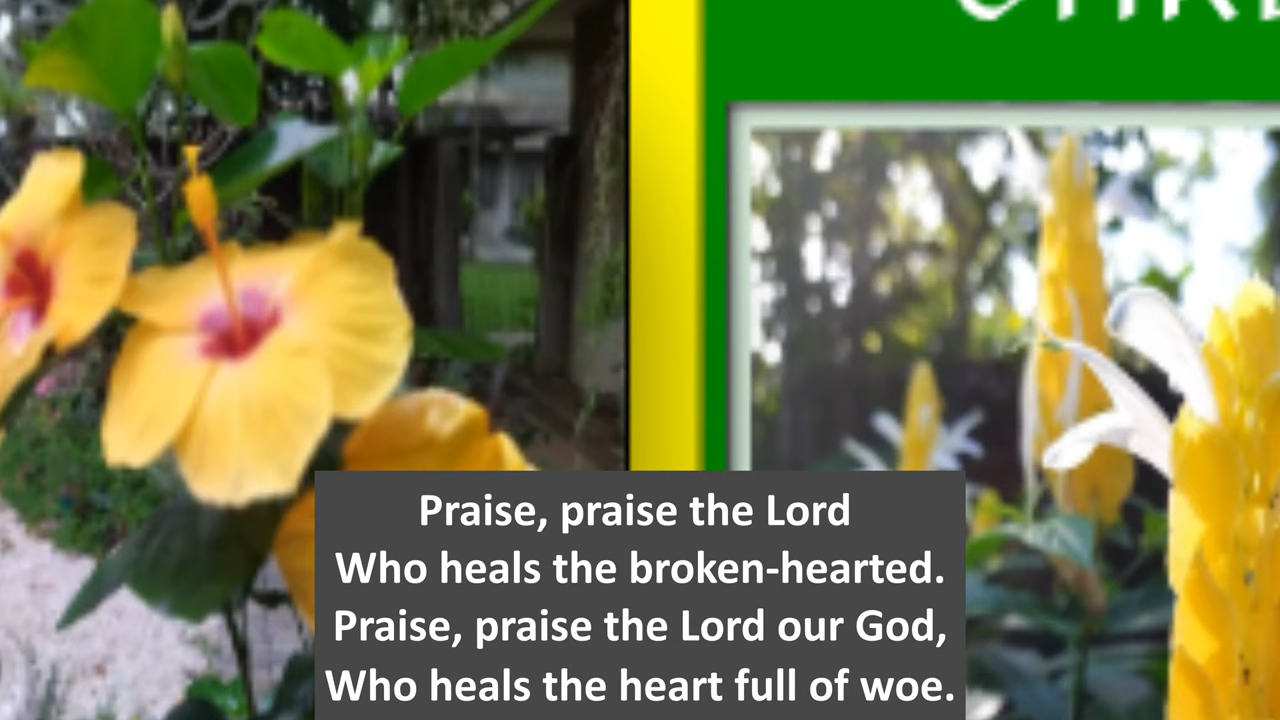 Praise, praise the Lord
Who heals the broken-hearted.
Praise, praise the Lord our God,
Who heals the heart full of woe.